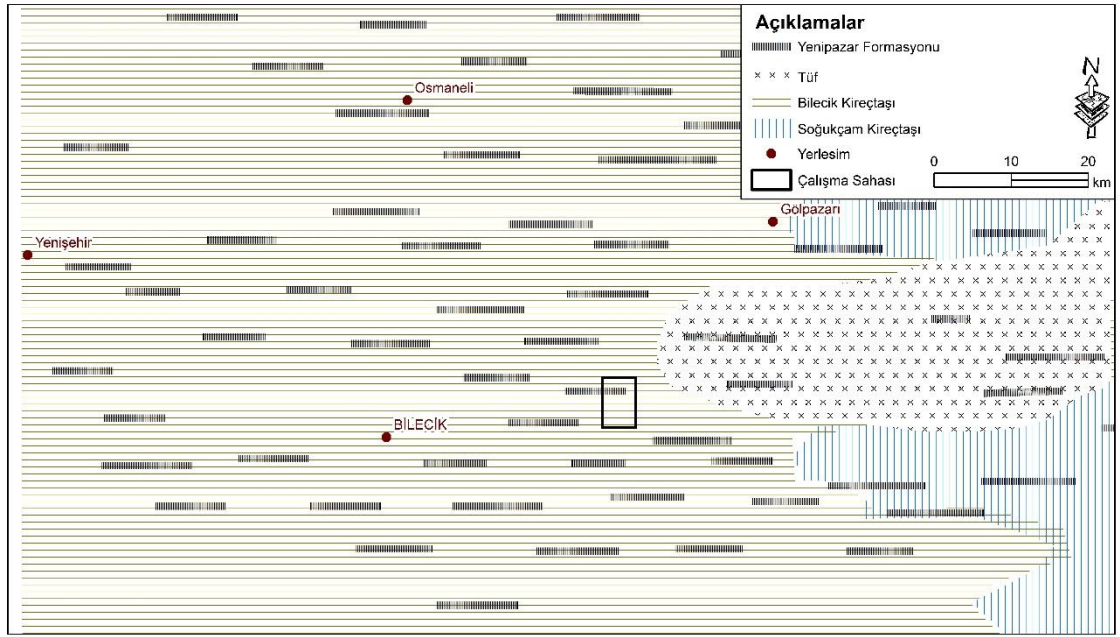 Açıklamalar
Yenipazar Formasyonu
Tüf
Bilecik Kireçtaşı
Soğukçam Kireçtaşı
Yerlesim
Çalışma Sahası
N
0 10 20
km
Osmaneli
Gölpazarı
Yenişehir
BİLECİK